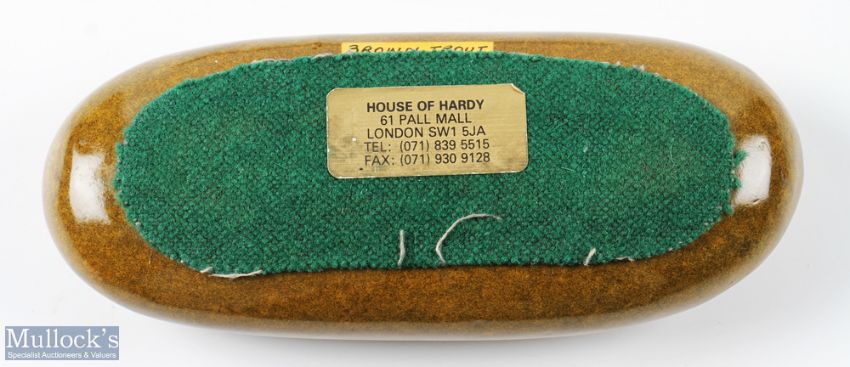 BROWN TROUT
HOUSE OF HARDY
61 PALL MALL
LONDON SW1 5JA
TEL: (071) 839 5515
FAX: (071) 930 9128
Mullock's
Specialist Auctioneers & Valuers